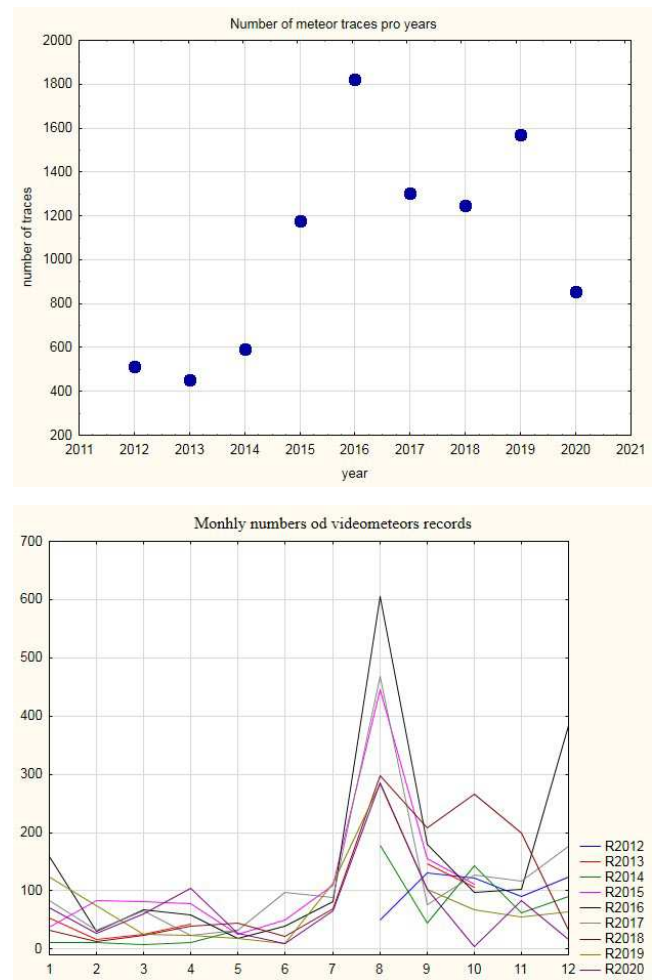 Number of meteor traces pro years
2000
1800
1600
1400
1200
1000
800
600
400
200
number of traces
2011 2012 2013 2014 2015 2016 2017 2018 2019 2020 2021
year
Monhly numbers od videometeors records
700
600
500
400
300
200
100
0
1 2 3 4 5 6 7 8 9 10 11 12
R2012
R2013
R2014
R2015
R2016
R2017
R2018
R2019
R2020